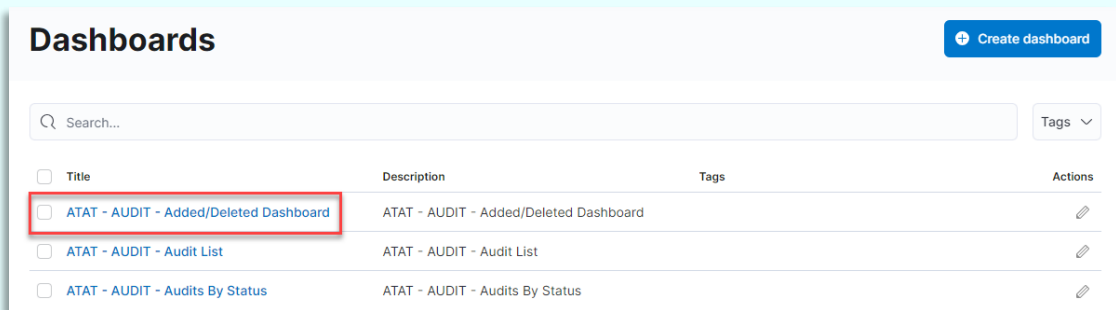 Dashboards
Create dashboard
Search...
Tags
Title Description Tags Actions
ATAT - AUDIT - Added/Deleted Dashboard ATAT - AUDIT - Added/Deleted Dashboard
ATAT - AUDIT - Audit List ATAT - AUDIT - Audit List
ATAT - AUDIT - Audits By Status ATAT - AUDIT - Audits By Status